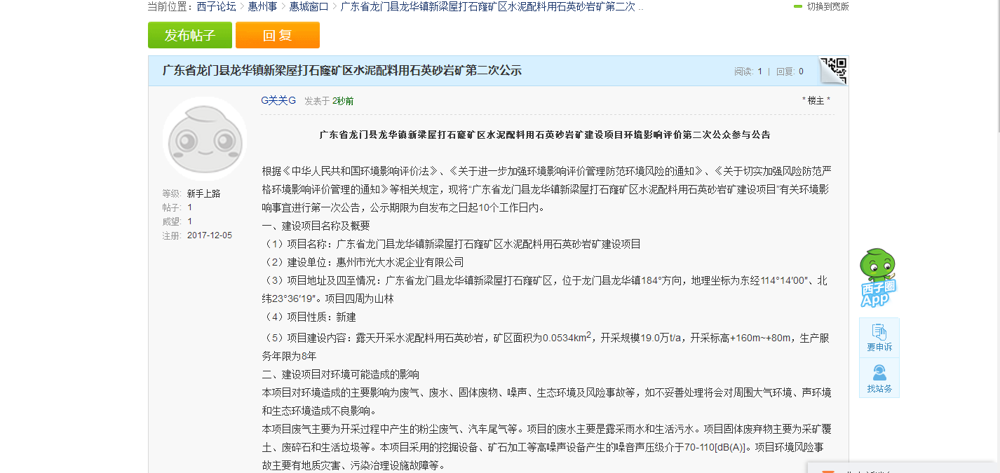 当前位置：西子论坛 > 惠州事 > 惠城窗口 > 广东省龙门县龙华镇新梁屋打石窿矿区水泥配料用石英砂岩矿第二次 ..
切换到宽版
发布帖子 回 复
广东省龙门县龙华镇新梁屋打石窿矿区水泥配料用石英砂岩矿第二次公示
阅读: 1 | 回复: 0
G关关G 发表于 2秒前
* 楼主 *
广东省龙门县龙华镇新梁屋打石窿矿区水泥配料用石英砂岩矿建设项目环境影响评价第二次公众参与公告
等级: 新手上路
帖子: 1
威望: 1
注册: 2017-12-05
根据《中华人民共和国环境影响评价法》、《关于进一步加强环境影响评价管理防范环境风险的通知》、《关于切实加强风险防范严
格环境影响评价管理的通知》等相关规定，现将“广东省龙门县龙华镇新梁屋打石窿矿区水泥配料用石英砂岩矿建设项目”有关环境影
响事宜进行第一次公告，公示期限为自发布之日起10个工作日内。
一、建设项目名称及概要
（1）项目名称：广东省龙门县龙华镇新梁屋打石窿矿区水泥配料用石英砂岩矿建设项目
（2）建设单位：惠州市光大水泥企业有限公司
（3）项目地址及四至情况：广东省龙门县龙华镇新梁屋打石窿矿区，位于龙门县龙华镇184°方向，地理坐标为东经114°14′00″、北
纬23°36′19″。项目四周为山林
（4）项目性质：新建
（5）项目建设内容：露天开采水泥配料用石英砂岩，矿区面积为0.0534km²，开采规模19.0万t/a，开采标高+160m~+80m，生产服
务年限为8年
二、建设项目对环境可能造成的影响
本项目对环境造成的主要影响为废气、废水、固体废物、噪声、生态环境及风险事故等，如不妥善处理将会对周围大气环境、声环境
和生态环境造成不良影响。
本项目废气主要为开采过程中产生的粉尘废气、汽车尾气等。项目的废水主要是露采雨水和生活污水。项目固体废弃物主要为采矿覆
土、废碎石和生活垃圾等。本项目采用的挖掘设备、矿石加工等高噪声设备产生的噪音声压级介于70-110[dB(A)]。项目环境风险事
故主要有地质灾害、污染治理设施故障等。
西子圈
App
要申诉
找站务